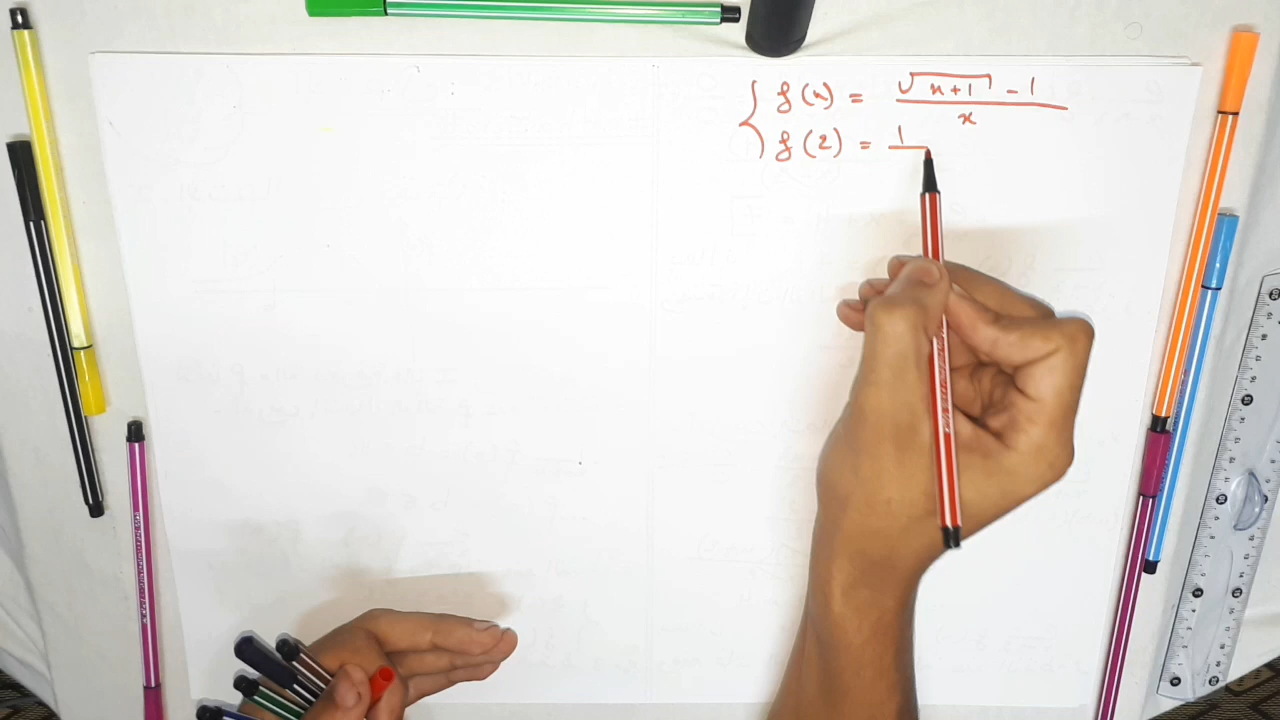 f(x) = (√(x+1) - 1)/x
f(2) = 1/